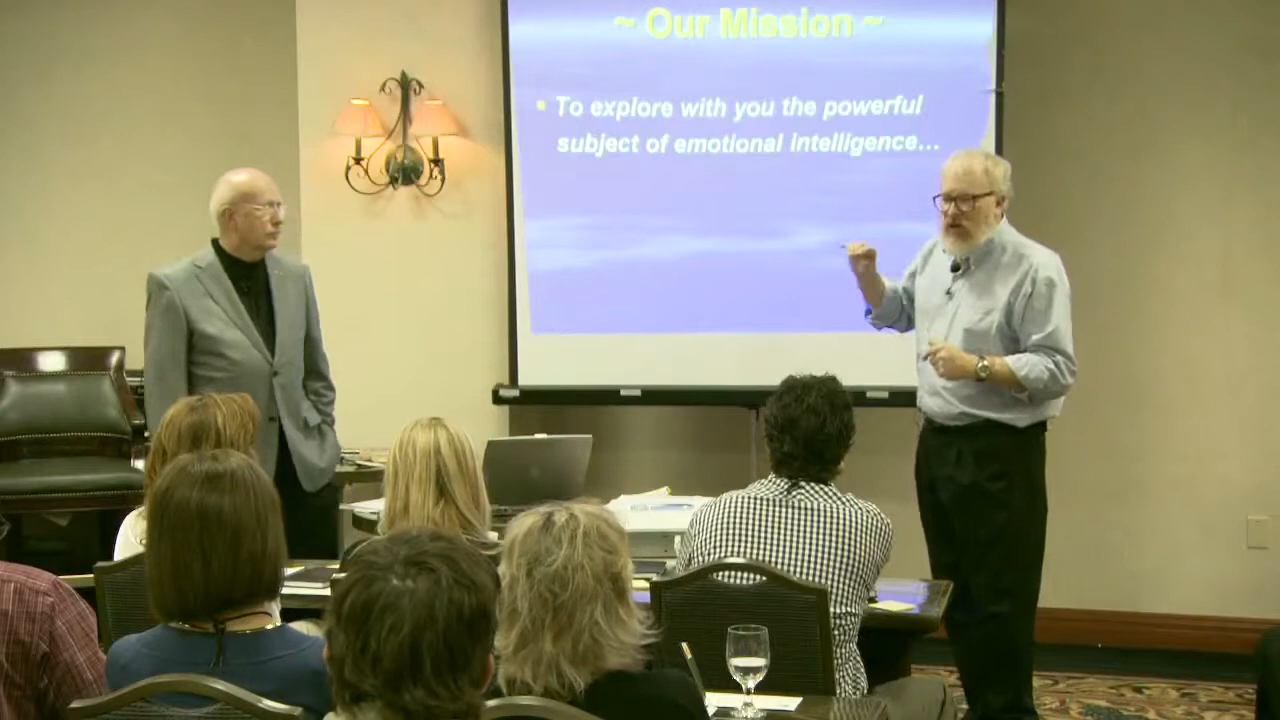 ~ Our Mission ~
To explore with you the powerful
subject of emotional intelligence...